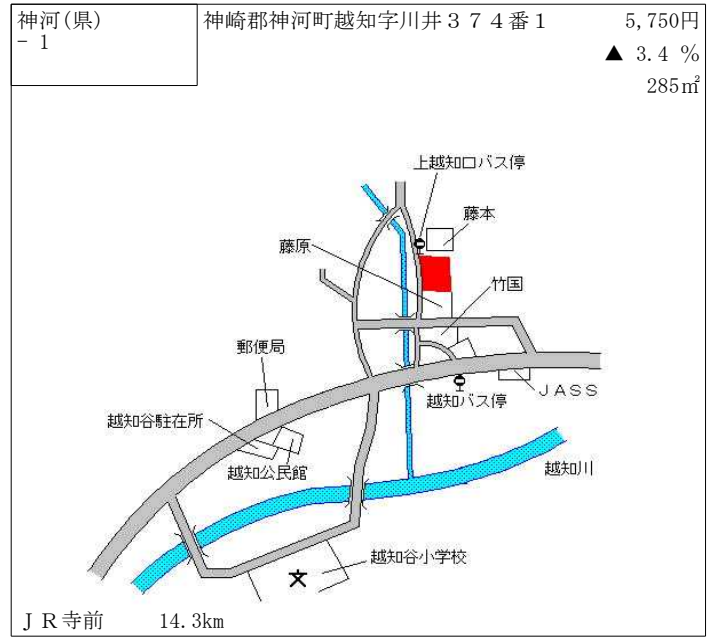 神河(県) 神崎郡神河町越知字川井３７４番１ 5,750円
－ 1 ▲ 3.4 %
285㎡
上越知口バス停
藤本
藤原
竹国
郵便局
ＪＡＳＳ
越知バス停
越知谷駐在所
越知公民館
越知川
越知谷小学校
ＪＲ寺前 14.3km